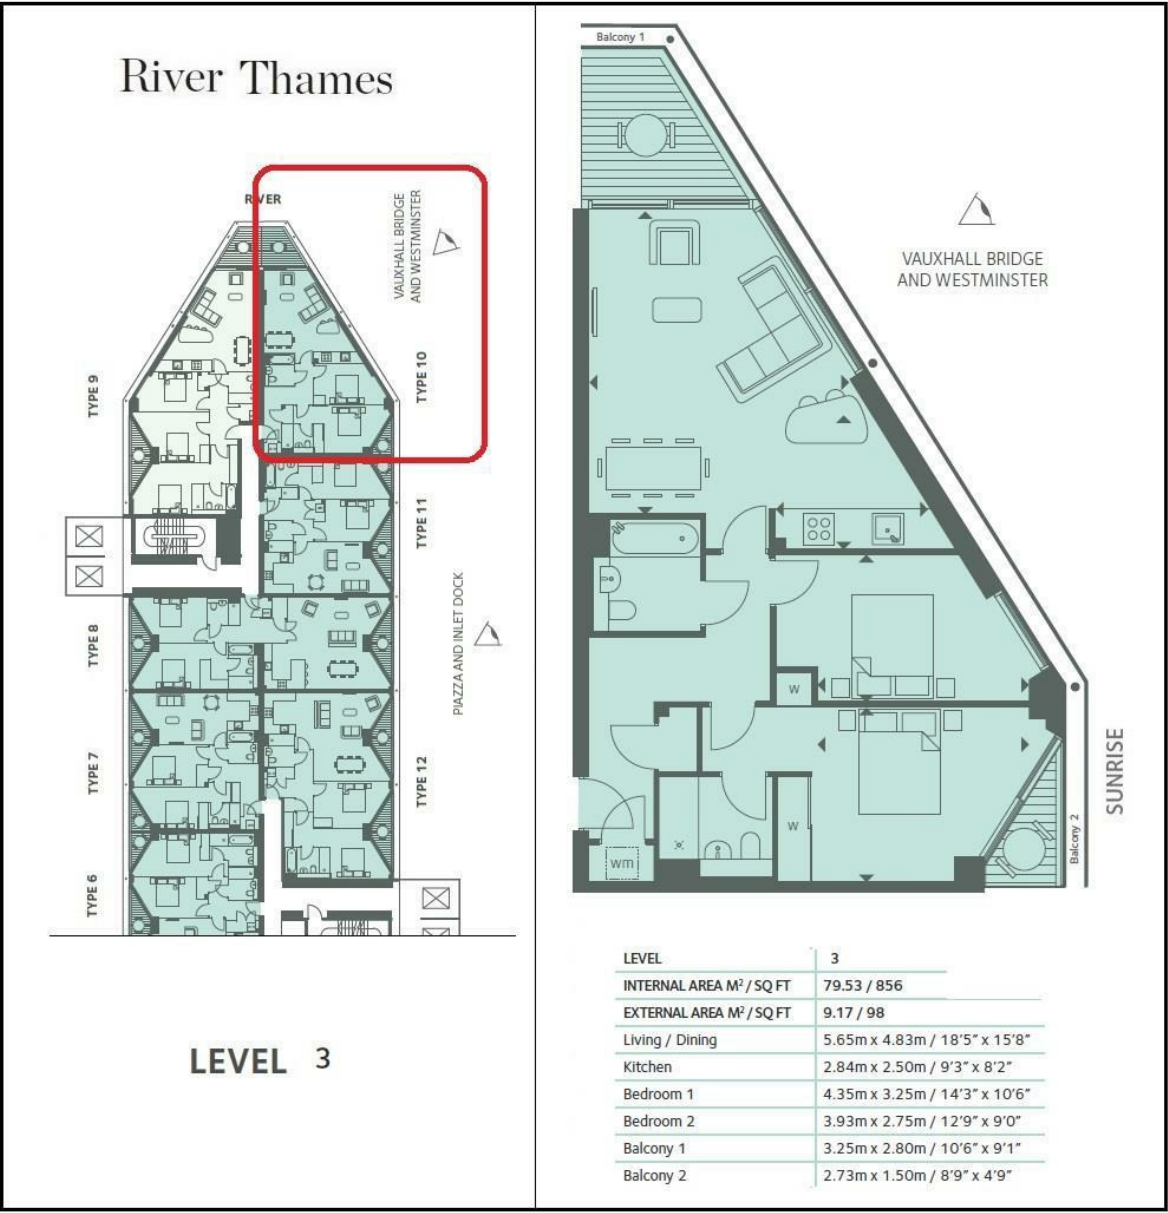 River Thames
RIVER
VAUXHALL BRIDGE
AND WESTMINSTER
TYPE 9
TYPE 10
TYPE 11
PIAZZA AND INLET DOCK
TYPE 8
TYPE 7
TYPE 12
TYPE 6
LEVEL 3
Balcony 1
VAUXHALL BRIDGE
AND WESTMINSTER
W
SUNRISE
W
Balcony 2
wm
LEVEL 3
INTERNAL AREA M² / SQ FT 79.53 / 856
EXTERNAL AREA M² / SQ FT 9.17 / 98
Living / Dining 5.65m x 4.83m / 18'5" x 15'8"
Kitchen 2.84m x 2.50m / 9'3" x 8'2"
Bedroom 1 4.35m x 3.25m / 14'3" x 10'6"
Bedroom 2 3.93m x 2.75m / 12'9" x 9'0"
Balcony 1 3.25m x 2.80m / 10'6" x 9'1"
Balcony 2 2.73m x 1.50m / 8'9" x 4'9"